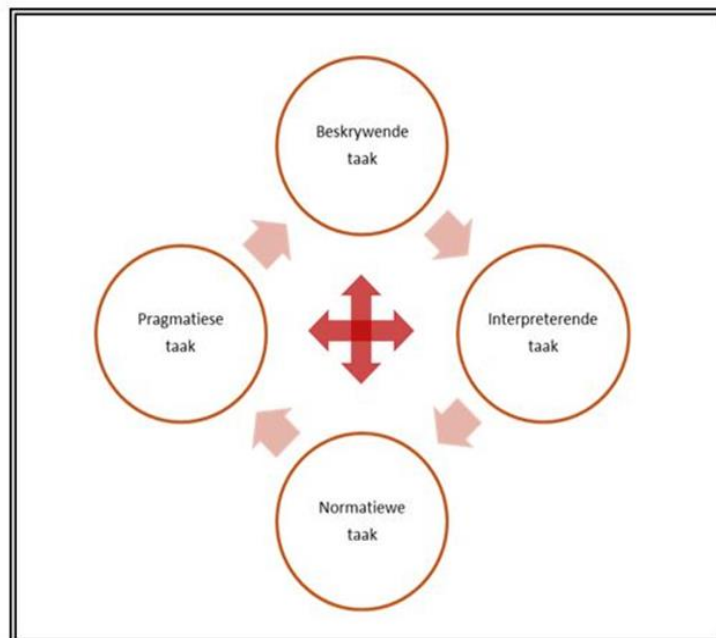 Beskrywende
taak
Pragmatiese
taak
Interpreterende
taak
Normatiewe
taak